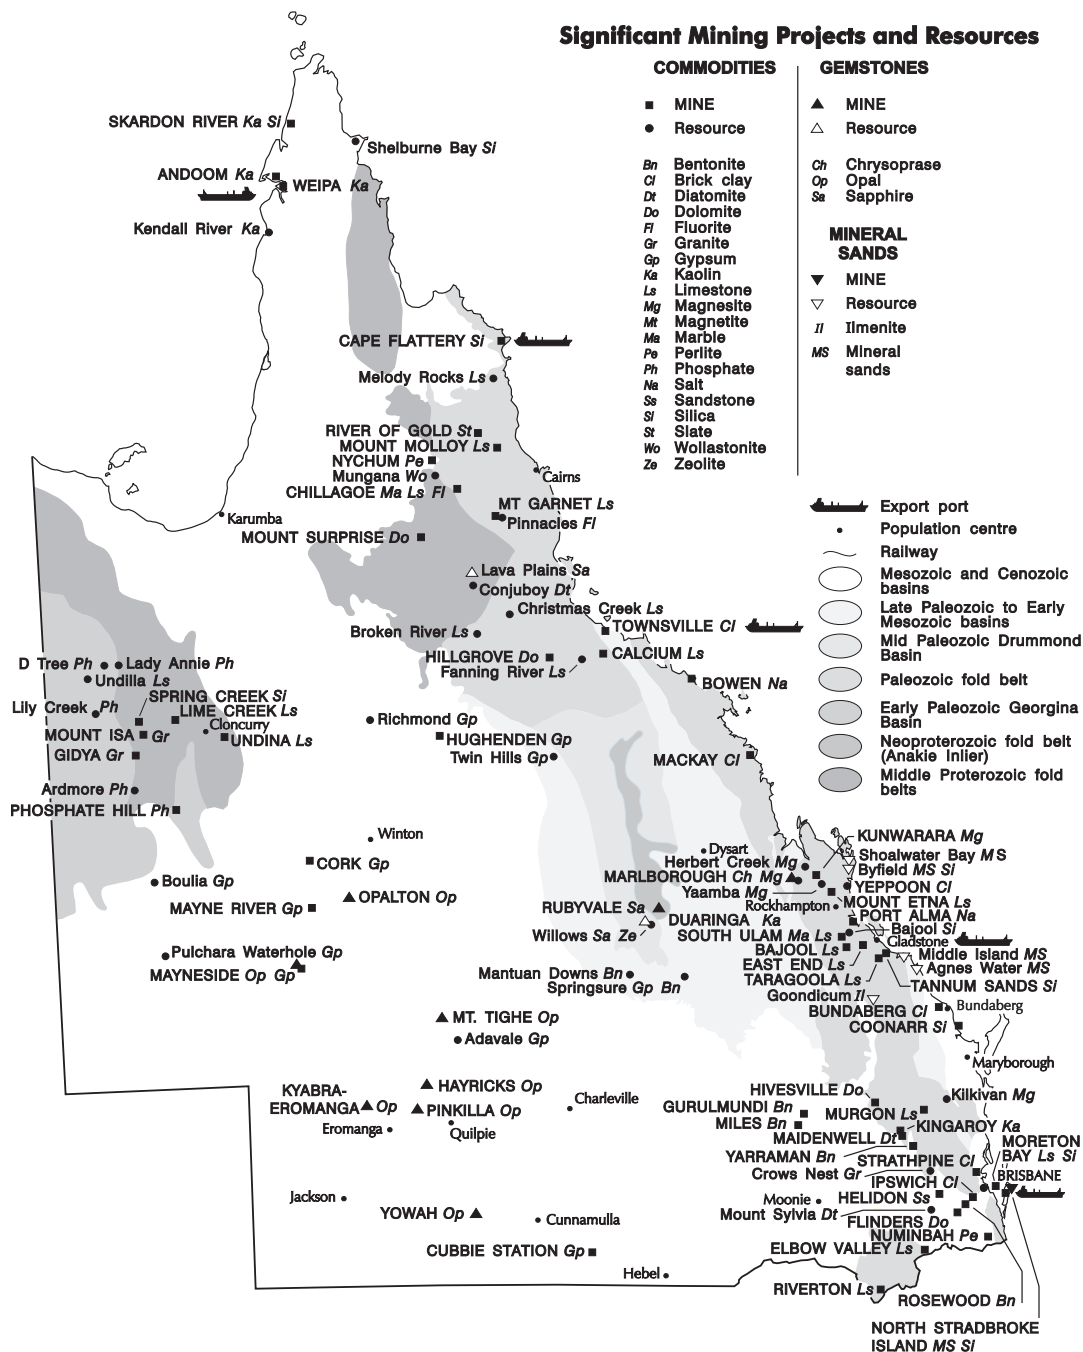 Significant Mining Projects and Resources
COMMODITIES
MINE
Resource
Bn Bentonite
Cl Brick clay
Dt Diatomite
Do Dolomite
Fl Fluorite
Gr Granite
Gp Gypsum
Ka Kaolin
Ls Limestone
Mg Magnesite
Mt Magnetite
Ma Marble
Pe Perlite
Ph Phosphate
Na Salt
Ss Sandstone
Si Silica
St Slate
Wo Wollastonite
Ze Zeolite
GEMSTONES
MINE
Resource
Ch Chrysoprase
Op Opal
Sa Sapphire
MINERAL
SANDS
MINE
Resource
Il Ilmenite
MS Mineral
sands
Export port
Population centre
Railway
Mesozoic and Cenozoic
basins
Late Paleozoic to Early
Mesozoic basins
Mid Paleozoic Drummond
Basin
Paleozoic fold belt
Early Paleozoic Georgina
Basin
Neoproterozoic fold belt
(Anakie Inlier)
Middle Proterozoic fold
belts
SKARDON RIVER Ka Si
Shelburne Bay Si
ANDOOM Ka
WEIPA Ka
Kendall River Ka
CAPE FLATTERY Si
Melody Rocks Ls
RIVER OF GOLD St
MOUNT MOLLOY Ls
NYCHUM Pe
Mungana Wo
CHILLAGOE Ma Ls Fl
Cairns
MT GARNET Ls
Pinnacles Fl
Karumba
MOUNT SURPRISE Do
Lava Plains Sa
Conjuboy Dt
Christmas Creek Ls
Broken River Ls
TOWNSVILLE Cl
HILLGROVE Do
CALCIUM Ls
Fanning River Ls
BOWEN Na
D Tree Ph
Lady Annie Ph
Undilla Ls
SPRING CREEK Si
Lily Creek Ph
LIME CREEK Ls
Cloncurry
MOUNT ISA Gr
UNDINA Ls
GIDYA Gr
Richmond Gp
HUGHENDEN Gp
Twin Hills Gp
MACKAY Cl
Ardmore Ph
PHOSPHATE HILL Ph
Winton
CORK Gp
Boulia Gp
OPALTON Op
MAYNE RIVER Gp
Pulchara Waterhole Gp
MAYNESIDE Op Gp
Dysart
KUNWARARA Mg
Herbert Creek Mg
Shoalwater Bay MS
MARLBOROUGH Ch Mg
Byfield MS Si
Yaamba Mg
YEPPOON Cl
Rockhampton
MOUNT ETNA Ls
RUBYVALE Sa
PORT ALMA Na
DUARINGA Ka
Bajool Si
Willows Sa Ze
SOUTH ULAM Ma Ls
Gladstone
BAJOOL Ls
Middle Island MS
EAST END Ls
Agnes Water MS
Mantuan Downs Bn
TARAGOOLA Ls
TANNUM SANDS Si
Springsure Gp Bn
Goondicum Il
BUNDABERG Cl
Bundaberg
COONARR Si
MT. TIGHE Op
Adavale Gp
Maryborough
HAYRICKS Op
KYABRA-
EROMANGA Op
PINKILLA Op
Eromanga
Quilpie
Charleville
HIVESVILLE Do
Kilkivan Mg
GURULMUNDI Bn
MURGON Ls
MILES Bn
KINGAROY Ka
MAIDENWELL Dt
MORETON
BAY Ls Si
YARRAMAN Bn
STRATHPINE Cl
Crows Nest Gr
BRISBANE
IPSWICH Cl
Jackson
Moonie
HELIDON Ss
YOWAH Op
Cunnamulla
Mount Sylvia Dt
FLINDERS Do
NUMINBAH Pe
CUBBIE STATION Gp
ELBOW VALLEY Ls
Hebel
RIVERTON Ls
ROSEWOOD Bn
NORTH STRADBROKE
ISLAND MS Si